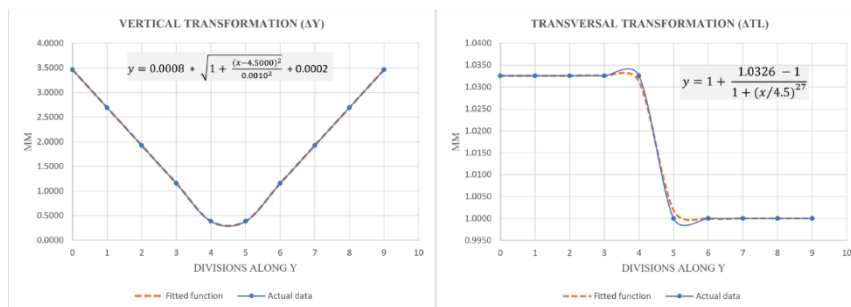 VERTICAL TRANSFORMATION (ΔY)
4.0000
3.5000
3.0000
2.5000
2.0000
1.5000
1.0000
0.5000
0.0000
MM
y = 0.0008 * √(1 + (x−4.5000)²/0.0010²) + 0.0002
0 1 2 3 4 5 6 7 8 9 10
DIVISIONS ALONG Y
Fitted function Actual data
TRANSVERSAL TRANSFORMATION (ΔTL)
1.0400
1.0350
1.0300
1.0250
1.0200
1.0150
1.0100
1.0050
1.0000
0.9950
MM
y = 1 + (1.0326 − 1)/(1 + (x/4.5)²⁷)
0 1 2 3 4 5 6 7 8 9 10
DIVISIONS ALONG Y
Fitted function Actual data